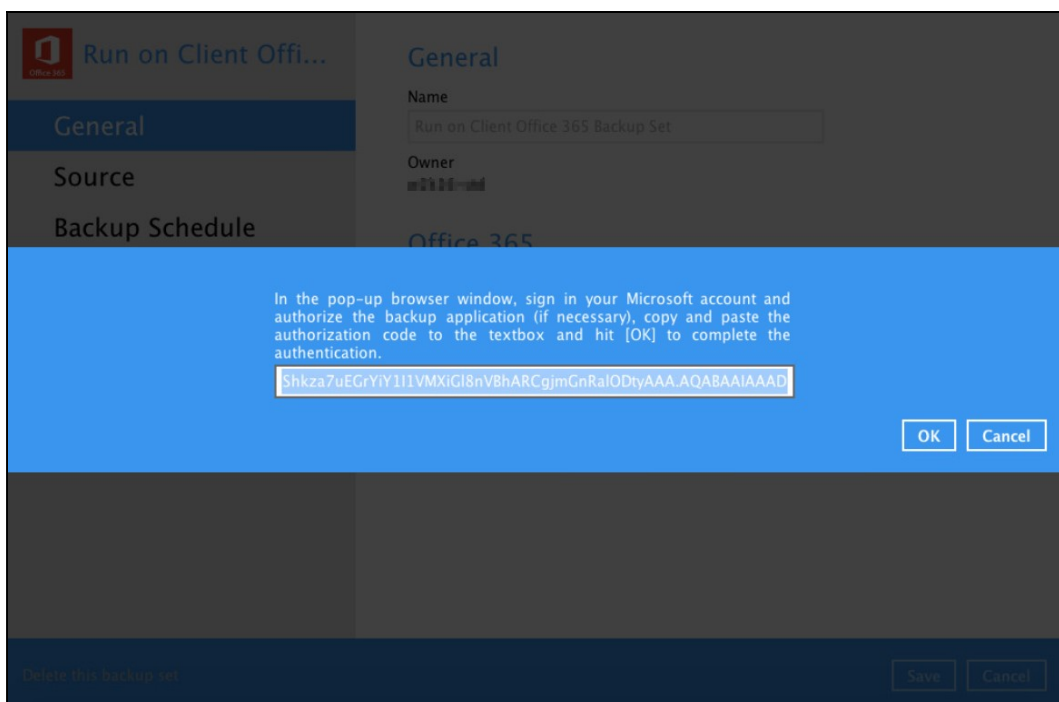 Office 365
Run on Client Offi...
General
Source
Backup Schedule
General
Name
Run on Client Office 365 Backup Set
Owner
Office 365
In the pop-up browser window, sign in your Microsoft account and
authorize the backup application (if necessary), copy and paste the
authorization code to the textbox and hit [OK] to complete the
authentication.
OK
Cancel
Delete this backup set
Save
Cancel